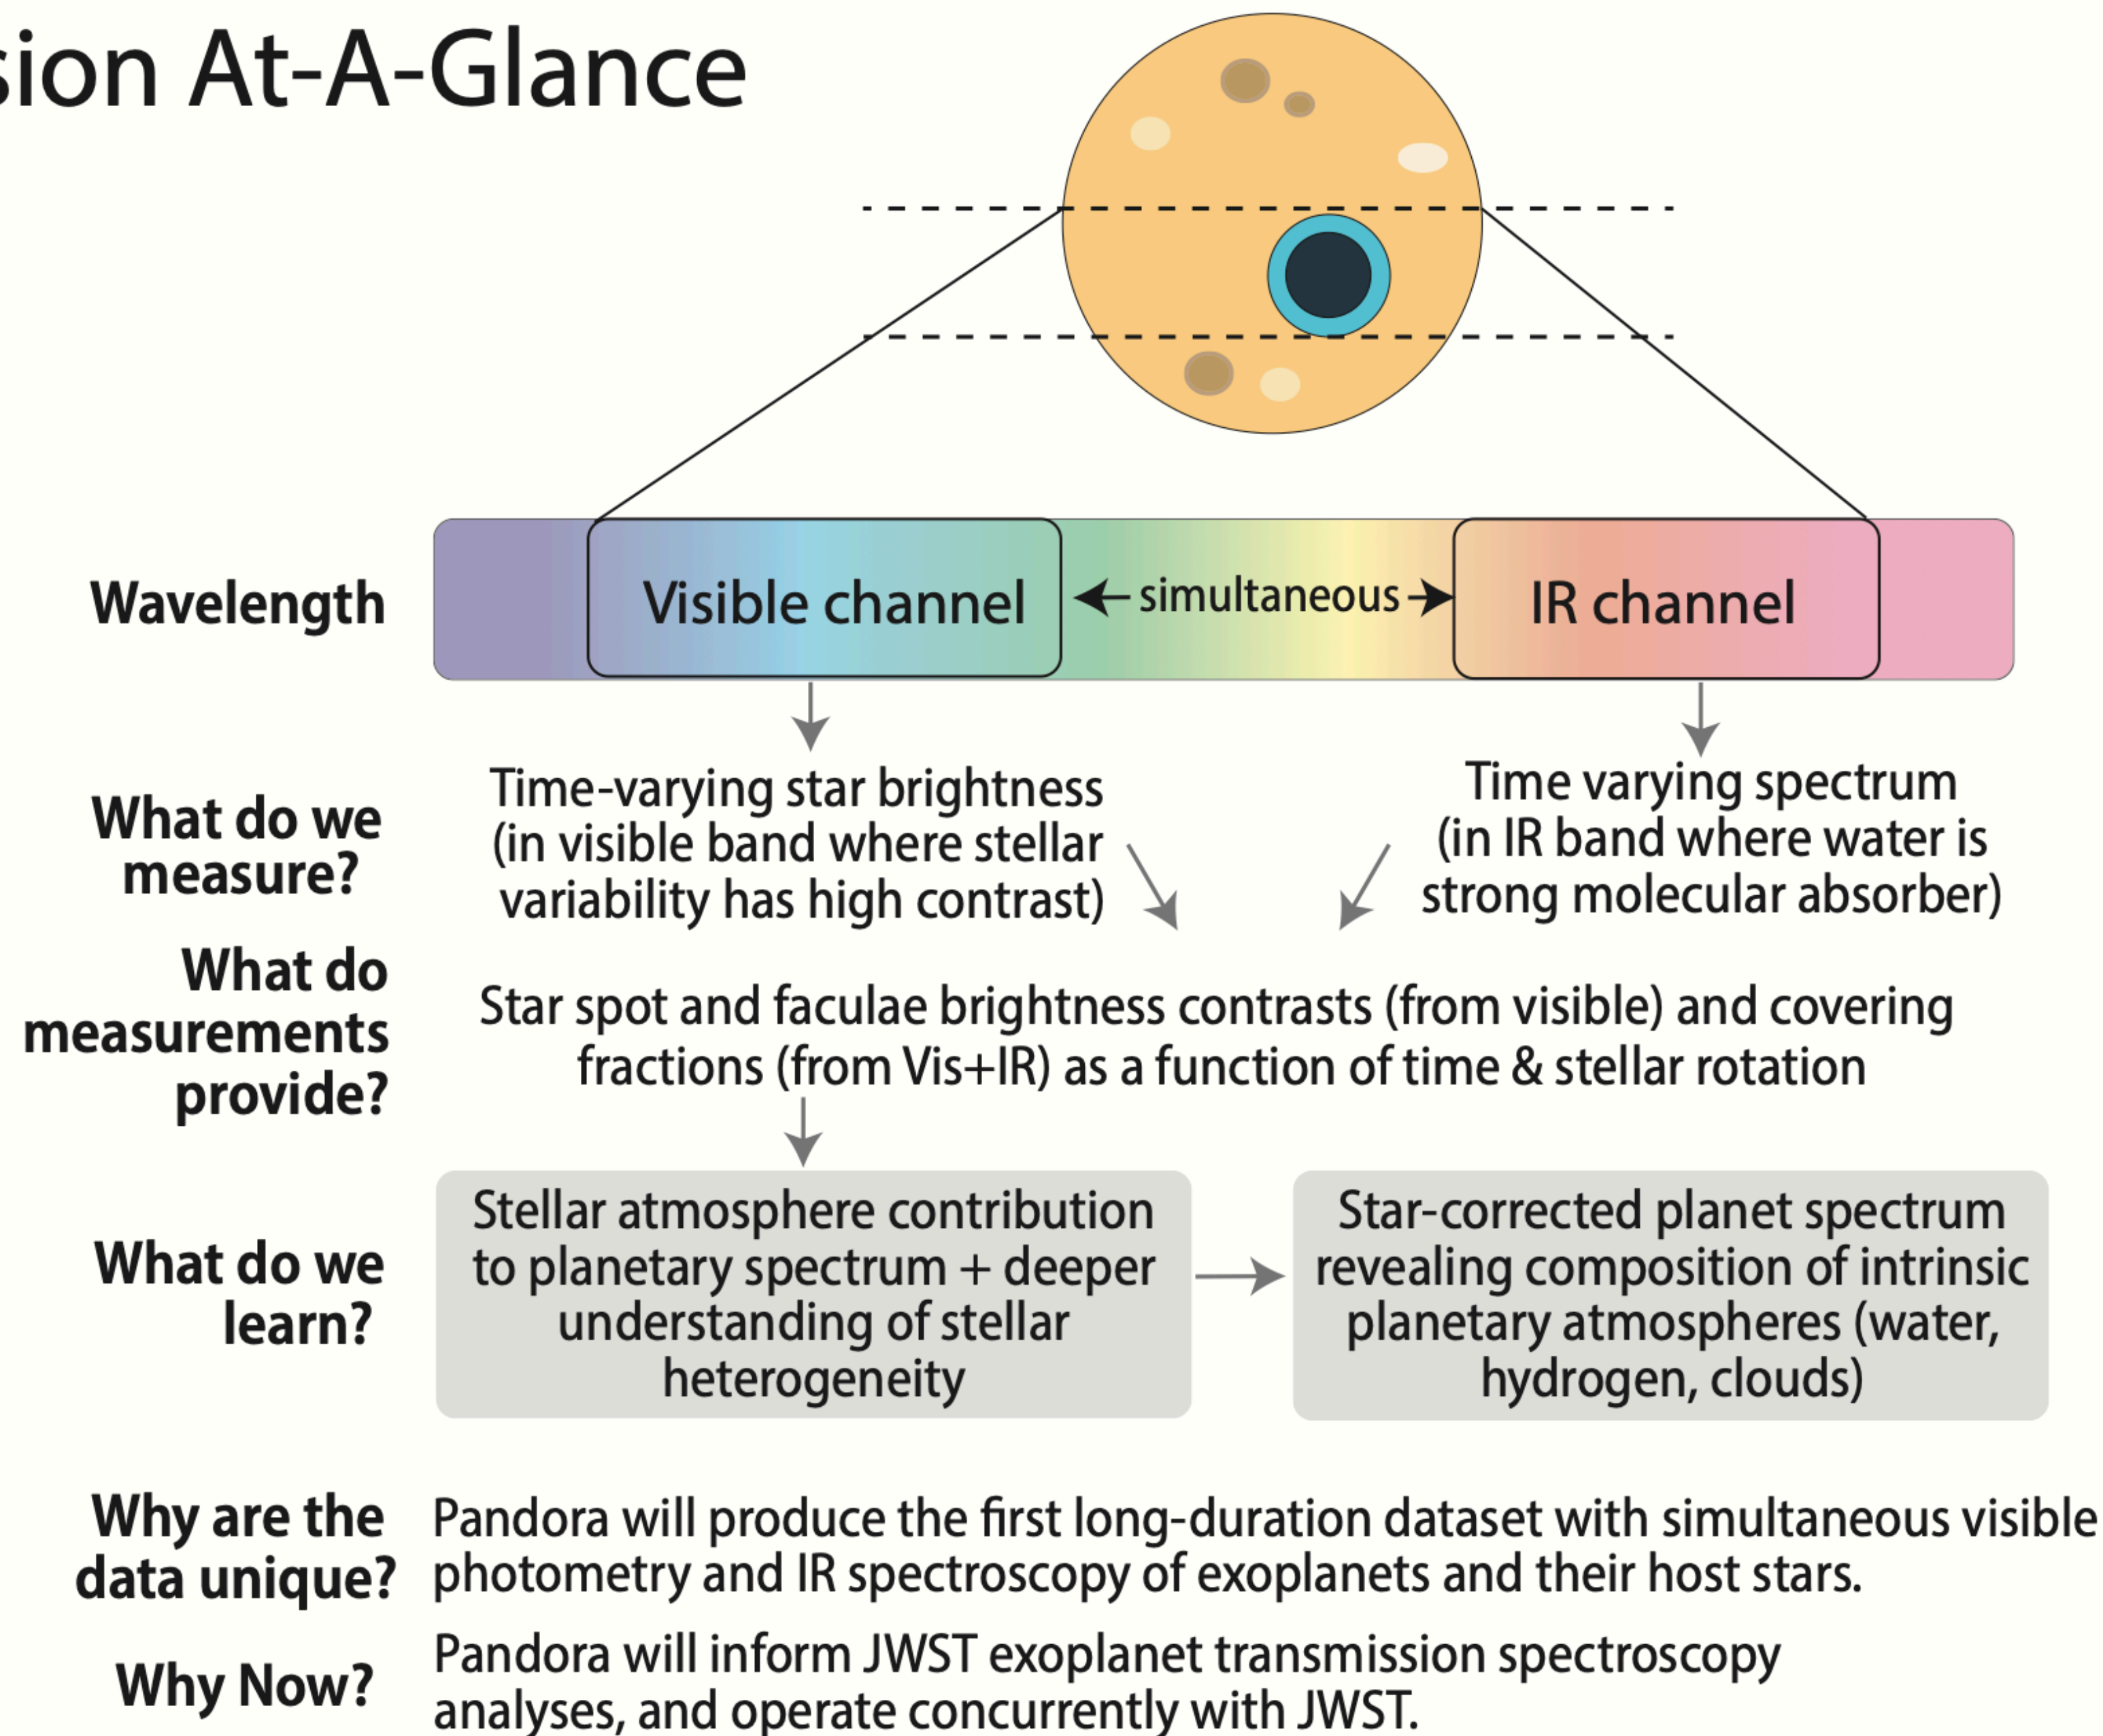 sion At-A-Glance
Wavelength
Visible channel
simultaneous
IR channel
What do we
measure?
Time-varying star brightness
(in visible band where stellar
variability has high contrast)
Time varying spectrum
(in IR band where water is
strong molecular absorber)
What do
measurements
provide?
Star spot and faculae brightness contrasts (from visible) and covering
fractions (from Vis+IR) as a function of time & stellar rotation
What do we
learn?
Stellar atmosphere contribution
to planetary spectrum + deeper
understanding of stellar
heterogeneity
Star-corrected planet spectrum
revealing composition of intrinsic
planetary atmospheres (water,
hydrogen, clouds)
Why are the
data unique?
Pandora will produce the first long-duration dataset with simultaneous visible
photometry and IR spectroscopy of exoplanets and their host stars.
Why Now?
Pandora will inform JWST exoplanet transmission spectroscopy
analyses, and operate concurrently with JWST.